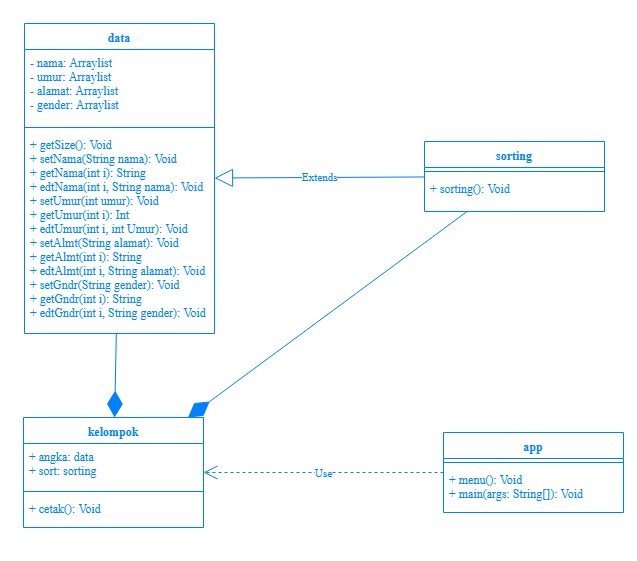 data
- nama: Arraylist
- umur: Arraylist
- alamat: Arraylist
- gender: Arraylist
+ getSize(): Void
+ setNama(String nama): Void
+ getNama(int i): String
+ edtNama(int i, String nama): Void
+ setUmur(int umur): Void
+ getUmur(int i): Int
+ edtUmur(int i, int Umur): Void
+ setAlmt(String alamat): Void
+ getAlmt(int i): String
+ edtAlmt(int i, String alamat): Void
+ setGndr(String gender): Void
+ getGndr(int i): String
+ edtGndr(int i, String gender): Void
Extends
sorting
+ sorting(): Void
kelompok
+ angka: data
+ sort: sorting
+ cetak(): Void
Use
app
+ menu(): Void
+ main(args: String[]): Void